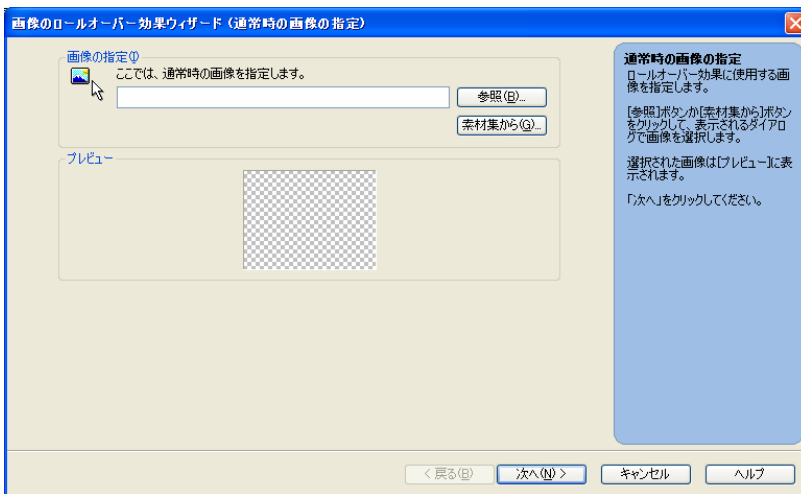 画像のロールオーバー効果ウィザード（通常時の画像の指定）
画像の指定(I)
ここでは、通常時の画像を指定します。
参照(B)...
素材集から(G)...
プレビュー
通常時の画像の指定
ロールオーバー効果に使用する画
像を指定します。
[参照]ボタンか[素材集から]ボタン
をクリックして、表示されるダイアロ
グで画像を選択します。
選択された画像は[プレビュー]に表
示されます。
「次へ」をクリックしてください。
< 戻る(B)
次へ(N) >
キャンセル
ヘルプ